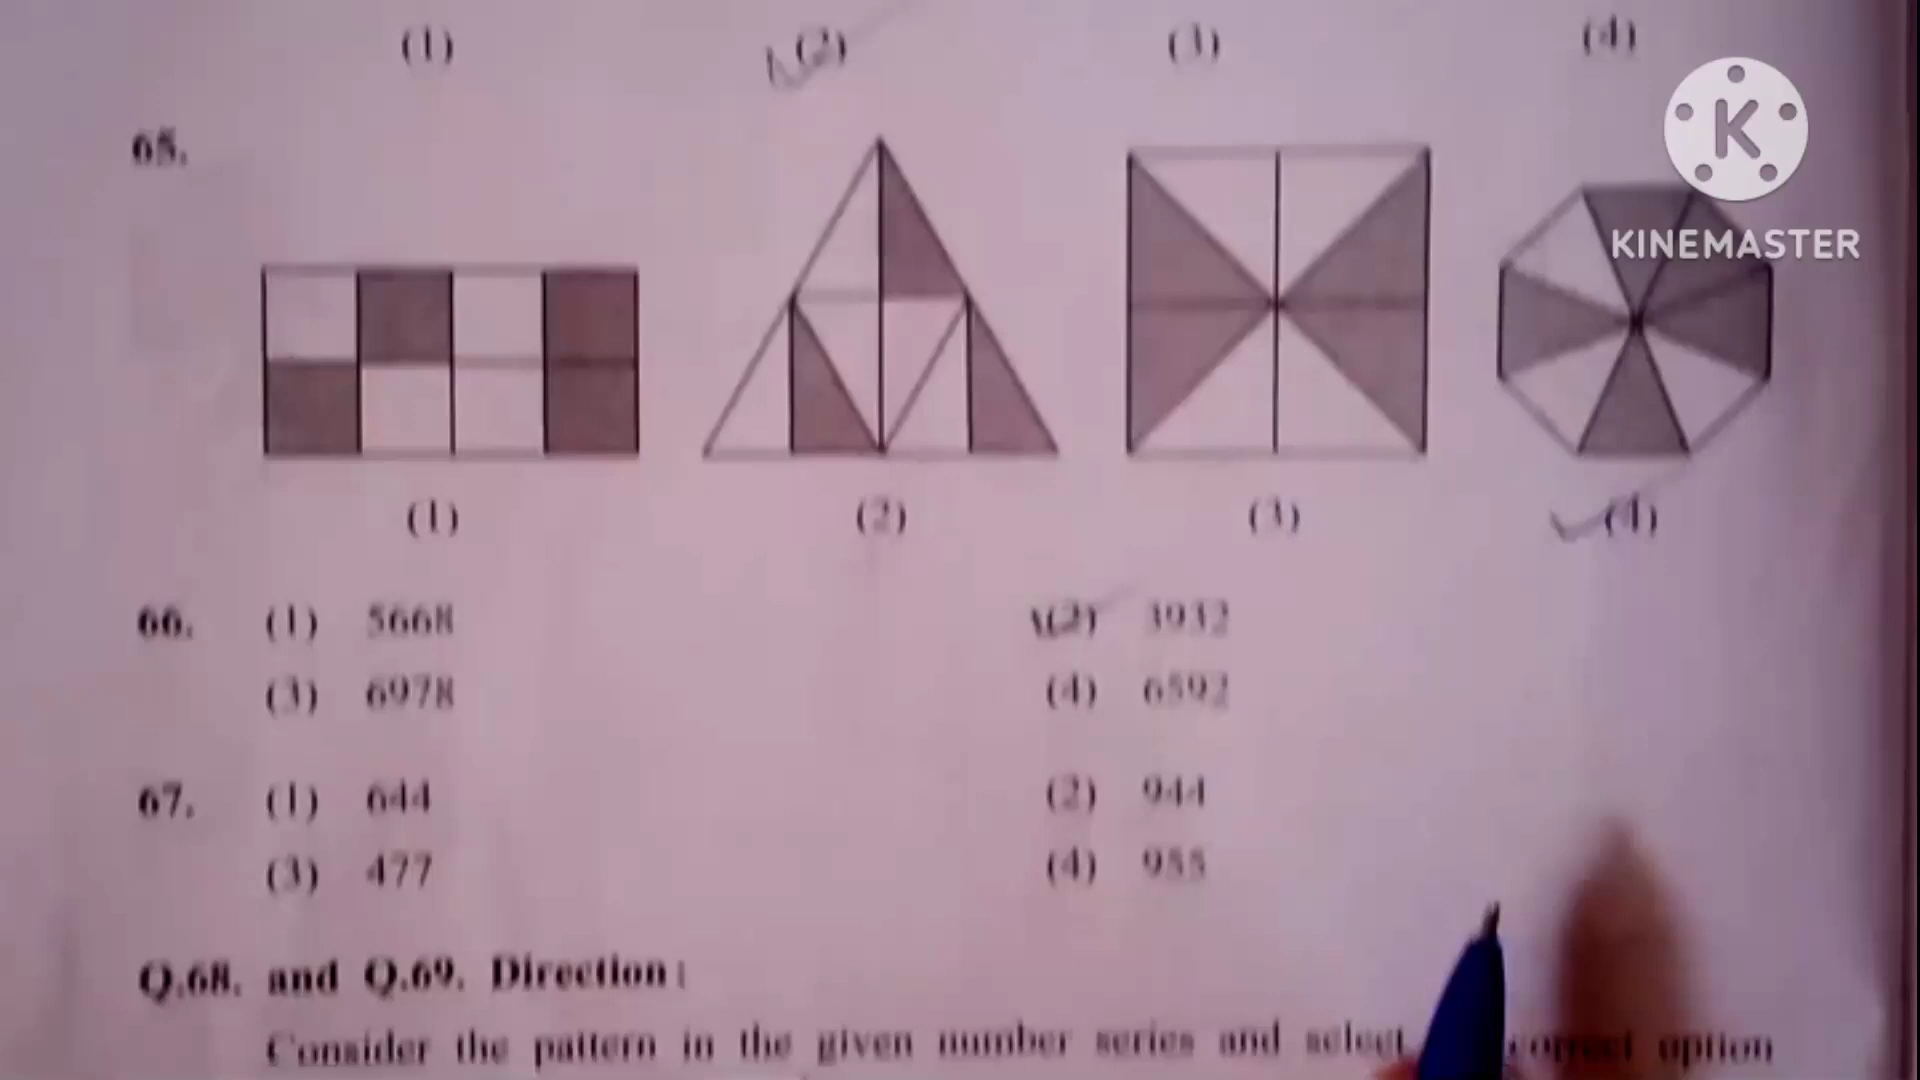 (1) (2) (3) (4)
K
KINEMASTER
65.
(1) (2) (3) (4)
66. (1) 5668 (2) 3932
(3) 6978 (4) 6592
67. (1) 644 (2) 944
(3) 477 (4) 955
Q.68. and Q.69. Direction :
Consider the pattern in the given number series and select correct option